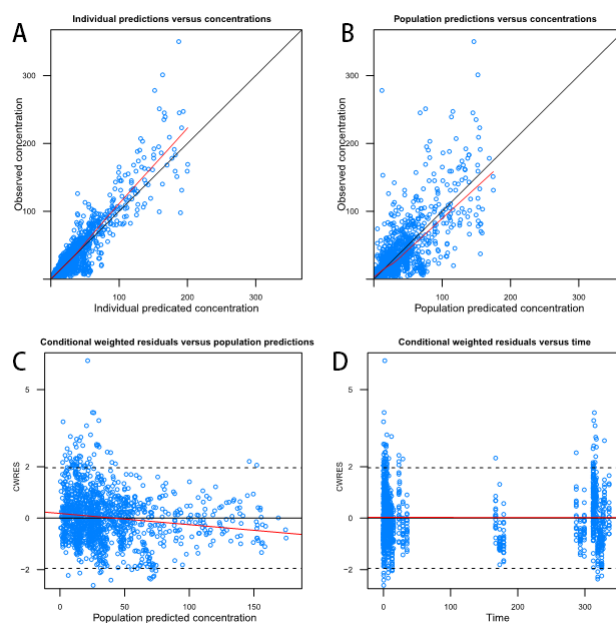 A
Individual predictions versus concentrations
Observed concentration
300
200
100
100
200
300
Individual predicated concentration
B
Population predictions versus concentrations
Observed concentration
300
200
100
100
200
300
Population predicated concentration
C
Conditional weighted residuals versus population predictions
CWRES
5
2
0
−2
0
50
100
150
Population predicted concentration
D
Conditional weighted residuals versus time
CWRES
5
2
0
−2
0
100
200
300
Time